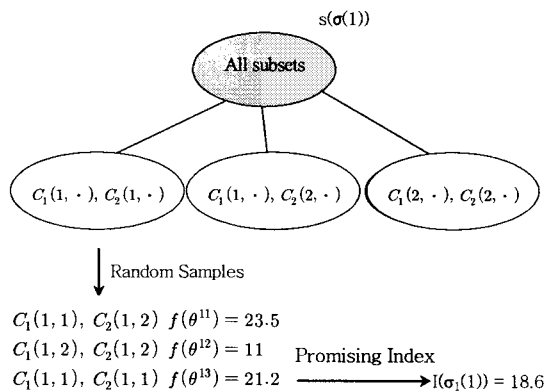 s(σ(1))
All subsets
C₁(1, ·), C₂(1, ·)
C₁(1, ·), C₂(2, ·)
C₁(2, ·), C₂(2, ·)
Random Samples
C₁(1, 1), C₂(1, 2) f(θ¹¹) = 23.5
C₁(1, 2), C₂(1, 2) f(θ¹²) = 11
C₁(1, 1), C₂(1, 1) f(θ¹³) = 21.2
Promising Index
I(σ₁(1)) = 18.6